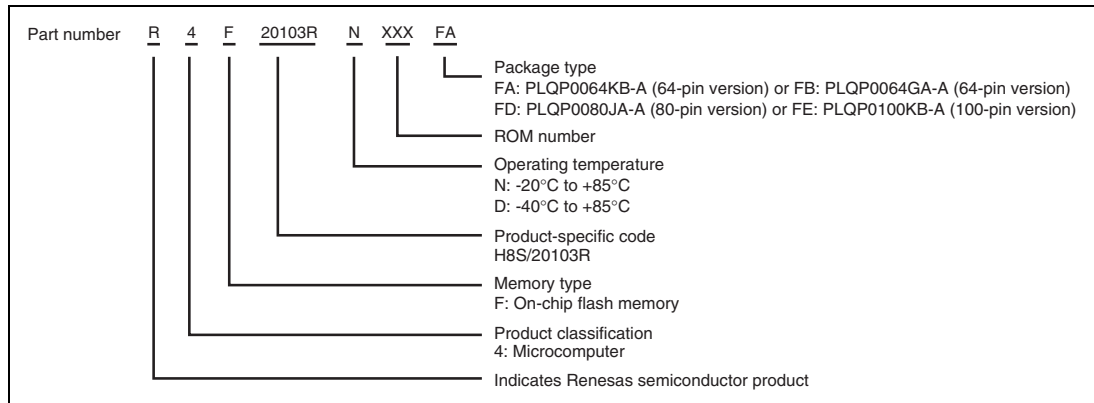 Part number R 4 F 20103R N XXX FA
Package type
FA: PLQP0064KB-A (64-pin version) or FB: PLQP0064GA-A (64-pin version)
FD: PLQP0080JA-A (80-pin version) or FE: PLQP0100KB-A (100-pin version)
ROM number
Operating temperature
N: -20°C to +85°C
D: -40°C to +85°C
Product-specific code
H8S/20103R
Memory type
F: On-chip flash memory
Product classification
4: Microcomputer
Indicates Renesas semiconductor product